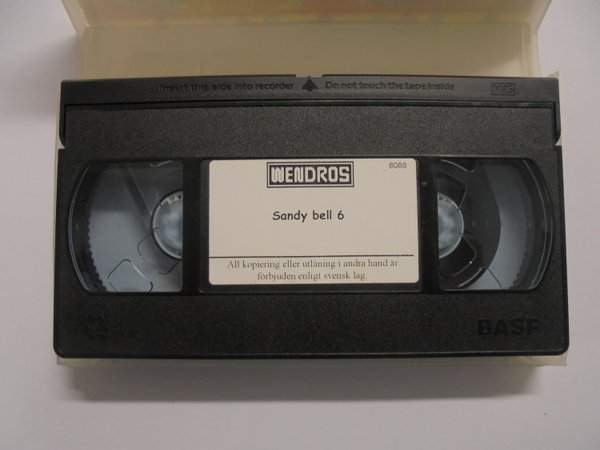 Insert this side into recorder Do not touch the tape inside
VHS
WENDROS
6088
Sandy bell 6
All kopiering eller utlåning i andra hand är
förbjuden enligt svensk lag.
BASF